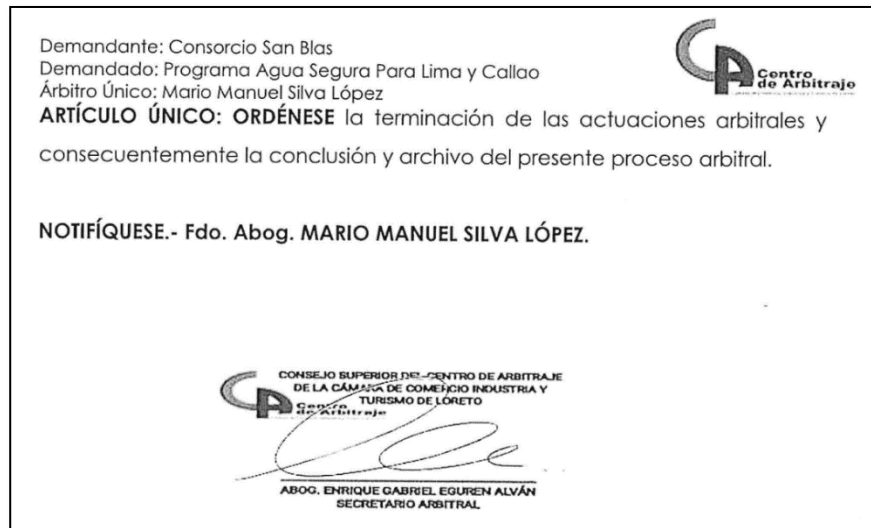 Demandante: Consorcio San Blas
Demandado: Programa Agua Segura Para Lima y Callao
Árbitro Único: Mario Manuel Silva López
Centro
de Arbitraje
ARTÍCULO ÚNICO: ORDÉNESE la terminación de las actuaciones arbitrales y
consecuentemente la conclusión y archivo del presente proceso arbitral.
NOTIFÍQUESE.- Fdo. Abog. MARIO MANUEL SILVA LÓPEZ.
CONSEJO SUPERIOR DEL CENTRO DE ARBITRAJE
DE LA CÁMARA DE COMERCIO INDUSTRIA Y
TURISMO DE LORETO
Centro
de Arbitraje
ABOG. ENRIQUE GABRIEL EGUREN ALVÁN
SECRETARIO ARBITRAL